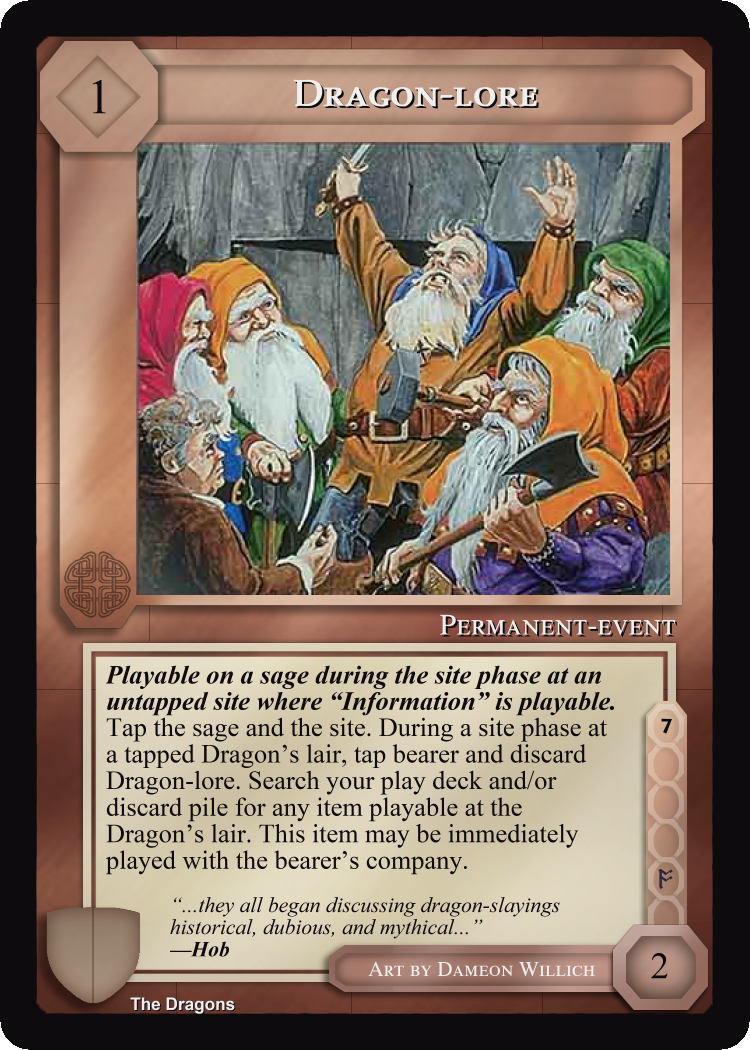 1
DRAGON-LORE
PERMANENT-EVENT
Playable on a sage during the site phase at an
untapped site where “Information” is playable.
Tap the sage and the site. During a site phase at
a tapped Dragon’s lair, tap bearer and discard
Dragon-lore. Search your play deck and/or
discard pile for any item playable at the
Dragon’s lair. This item may be immediately
played with the bearer’s company.
7
“...they all began discussing dragon-slayings
historical, dubious, and mythical...”
—Hob
ART BY DAMEON WILLICH
2
The Dragons